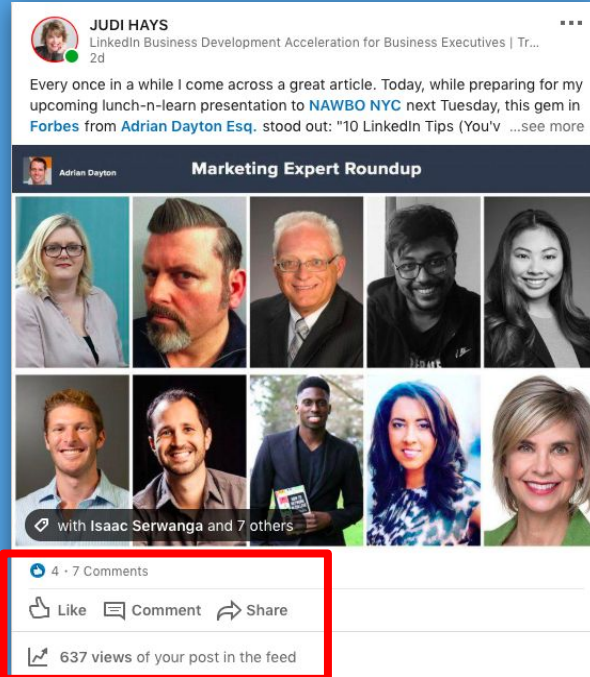 JUDI HAYS
LinkedIn Business Development Acceleration for Business Executives | Tr...
2d
Every once in a while I come across a great article. Today, while preparing for my
upcoming lunch-n-learn presentation to NAWBO NYC next Tuesday, this gem in
Forbes from Adrian Dayton Esq. stood out: "10 LinkedIn Tips (You'v ...see more
Adrian Dayton
Marketing Expert Roundup
with Isaac Serwanga and 7 others
4 · 7 Comments
Like Comment Share
637 views of your post in the feed